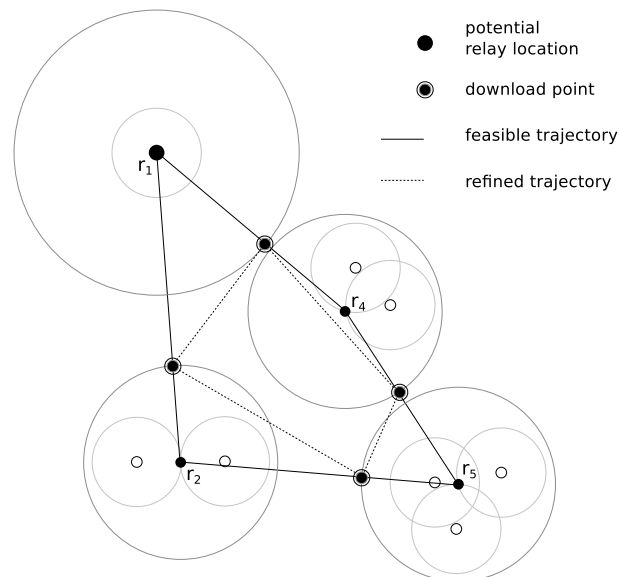 potential
relay location
download point
feasible trajectory
refined trajectory
r1
r4
r5
r2